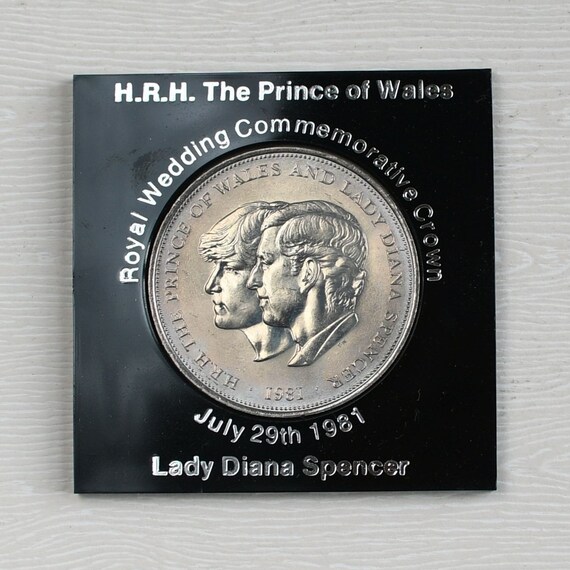 H.R.H. The Prince of Wales
Royal Wedding Commemorative Crown
H.R.H. THE PRINCE OF WALES AND LADY DIANA SPENCER
· 1981 ·
July 29th 1981
Lady Diana Spencer